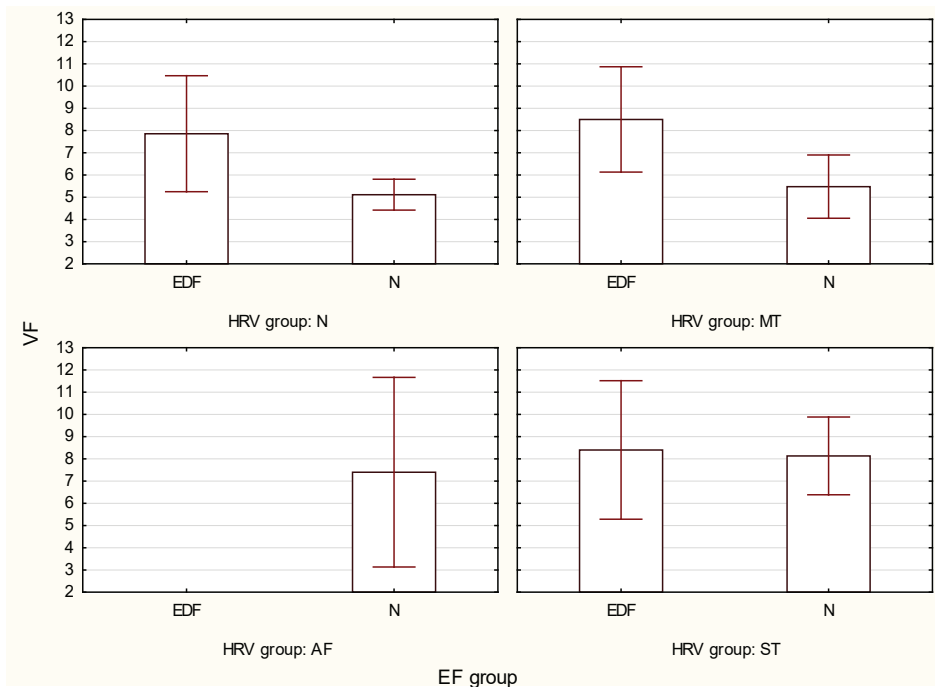 13
12
11
10
9
8
7
6
5
4
3
2
EDF N
HRV group: N
EDF N
HRV group: MT
VF
13
12
11
10
9
8
7
6
5
4
3
2
EDF N
HRV group: AF
EDF N
HRV group: ST
EF group